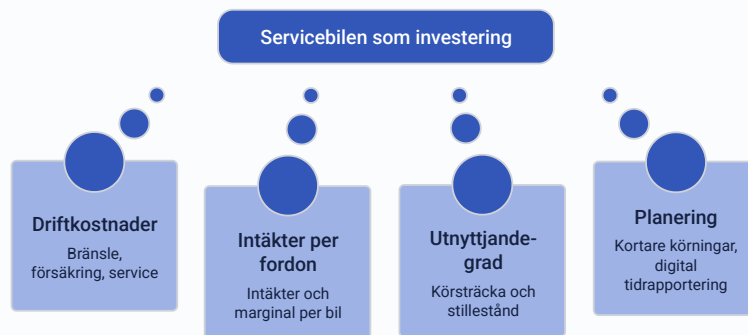 Servicebilen som investering
Driftkostnader
Bränsle,
försäkring, service
Intäkter per
fordon
Intäkter och
marginal per bil
Utnyttjande-
grad
Körsträcka och
stillestånd
Planering
Kortare körningar,
digital
tidrapportering